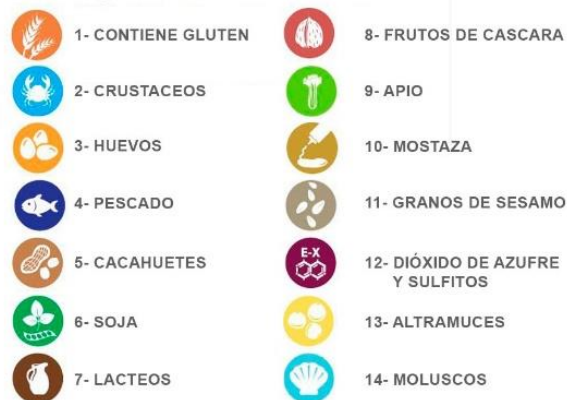 1- CONTIENE GLUTEN
2- CRUSTACEOS
3- HUEVOS
4- PESCADO
5- CACAHUETES
6- SOJA
7- LACTEOS
8- FRUTOS DE CASCARA
9- APIO
10- MOSTAZA
11- GRANOS DE SESAMO
E-X
12- DIÓXIDO DE AZUFRE
Y SULFITOS
13- ALTRAMUCES
14- MOLUSCOS